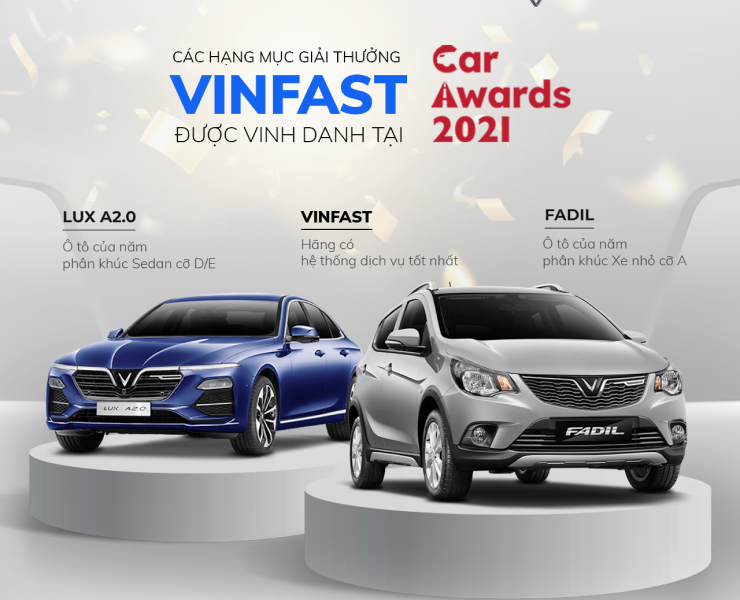 CÁC HẠNG MỤC GIẢI THƯỞNG
VINFAST
ĐƯỢC VINH DANH TẠI
Car
Awards
2021
LUX A2.0
Ô tô của năm
phân khúc Sedan cỡ D/E
VINFAST
Hãng có
hệ thống dịch vụ tốt nhất
FADIL
Ô tô của năm
phân khúc Xe nhỏ cỡ A
LUX A2.0
FADIL